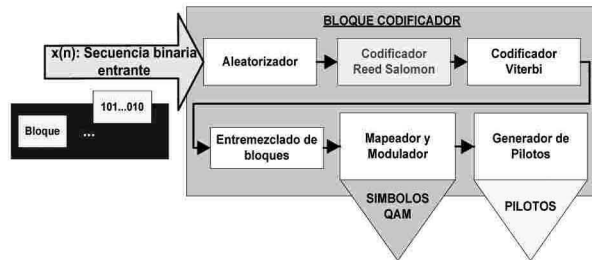 BLOQUE CODIFICADOR
x(n): Secuencia binaria
entrante
Aleatorizador
Codificador
Reed Salomon
Codificador
Viterbi
101...010
Bloque
...
Entremezclado de
bloques
Mapeador y
Modulador
Generador de
Pilotos
SIMBOLOS
QAM
PILOTOS